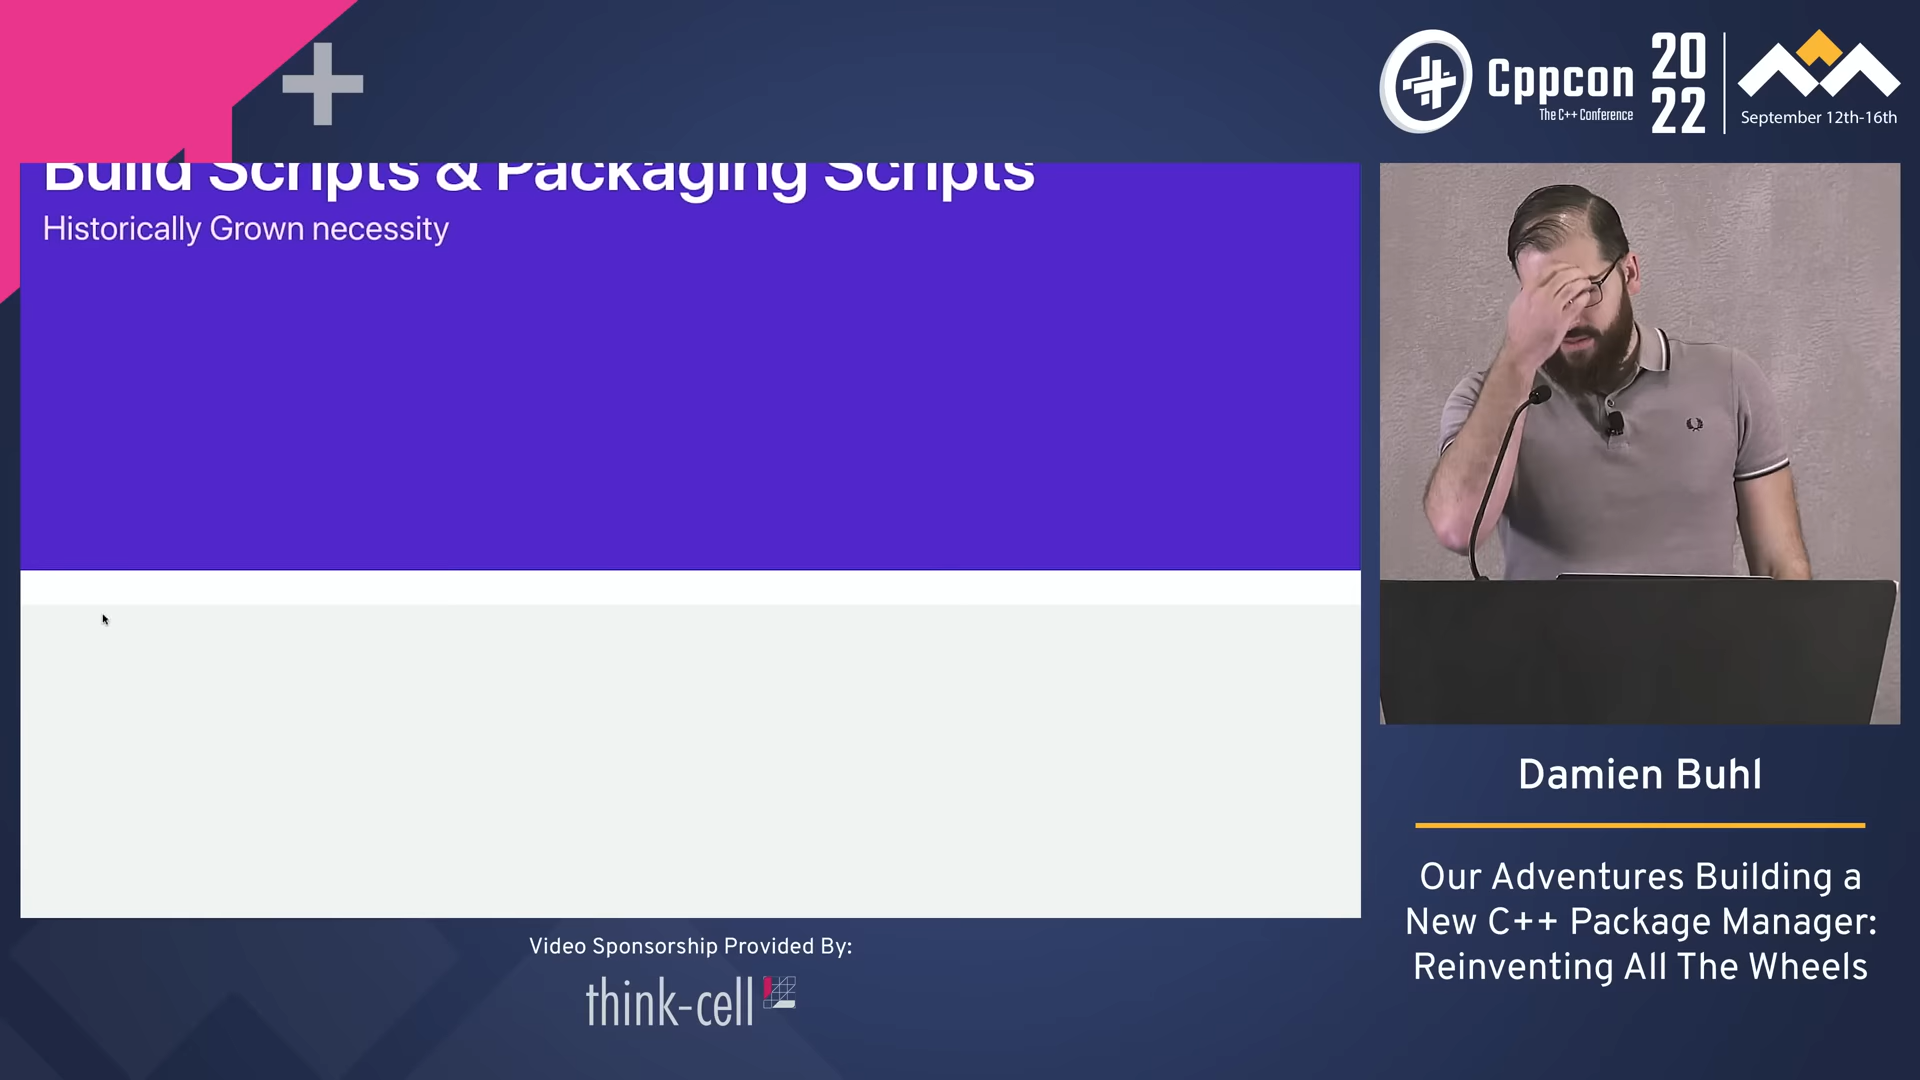 Cppcon
The C++ Conference
20
22
September 12th-16th
Build Scripts & Packaging Scripts
Historically Grown necessity
Damien Buhl
Our Adventures Building a
New C++ Package Manager:
Reinventing All The Wheels
Video Sponsorship Provided By:
think-cell